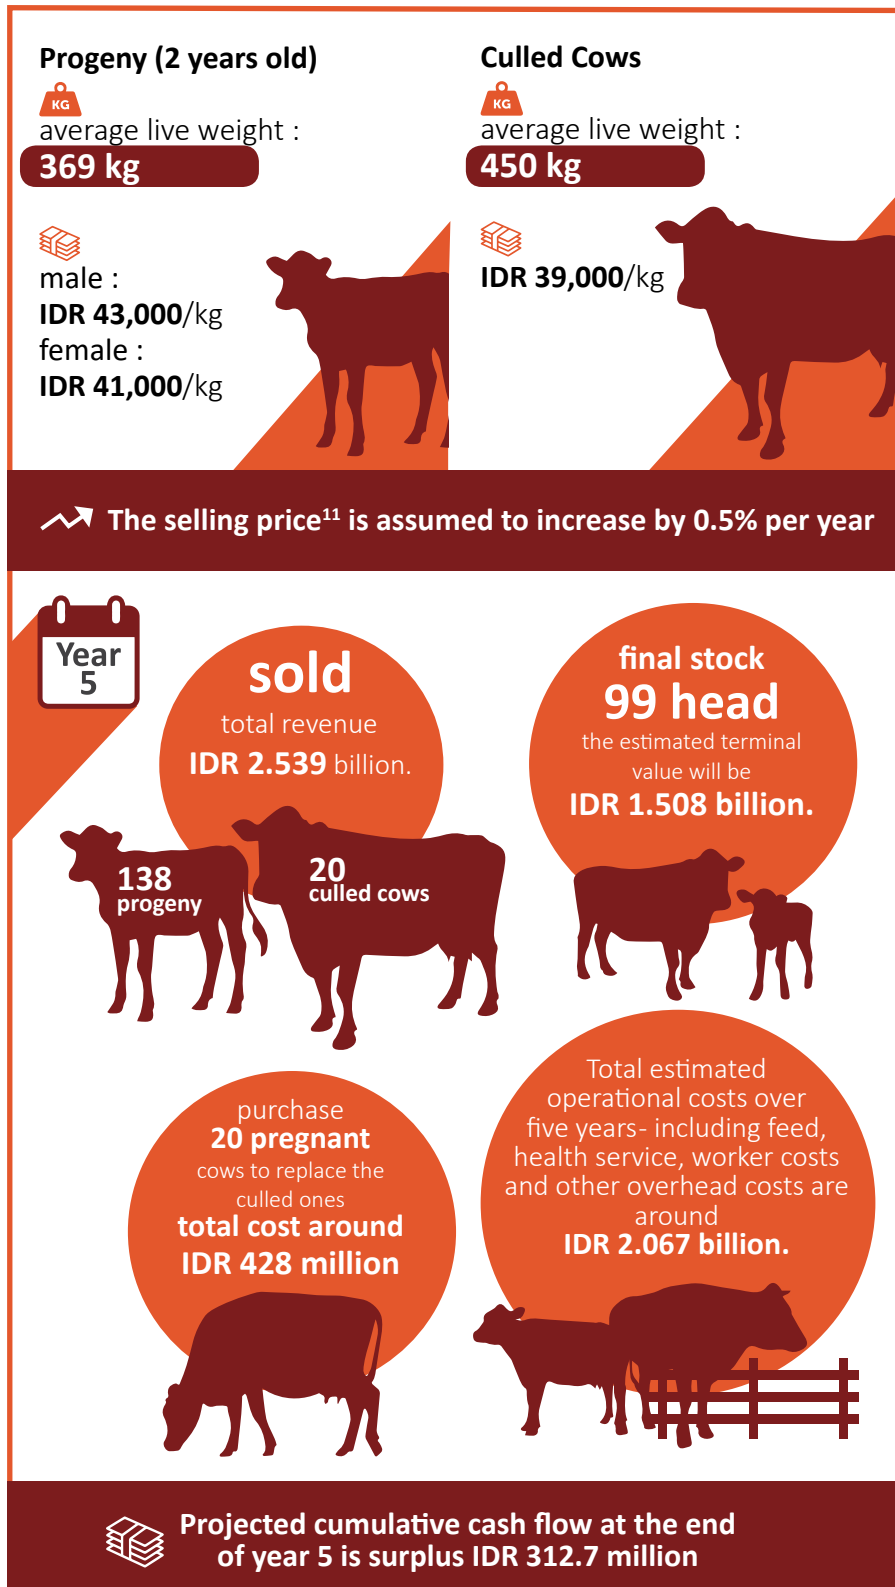 Progeny (2 years old)
KG
average live weight :
369 kg
male :
IDR 43,000/kg
female :
IDR 41,000/kg
Culled Cows
KG
average live weight :
450 kg
IDR 39,000/kg
The selling price¹¹ is assumed to increase by 0.5% per year
Year
5
sold
total revenue
IDR 2.539 billion.
138
progeny
20
culled cows
final stock
99 head
the estimated terminal
value will be
IDR 1.508 billion.
purchase
20 pregnant
cows to replace the
culled ones
total cost around
IDR 428 million
Total estimated
operational costs over
five years- including feed,
health service, worker costs
and other overhead costs are
around
IDR 2.067 billion.
Projected cumulative cash flow at the end
of year 5 is surplus IDR 312.7 million